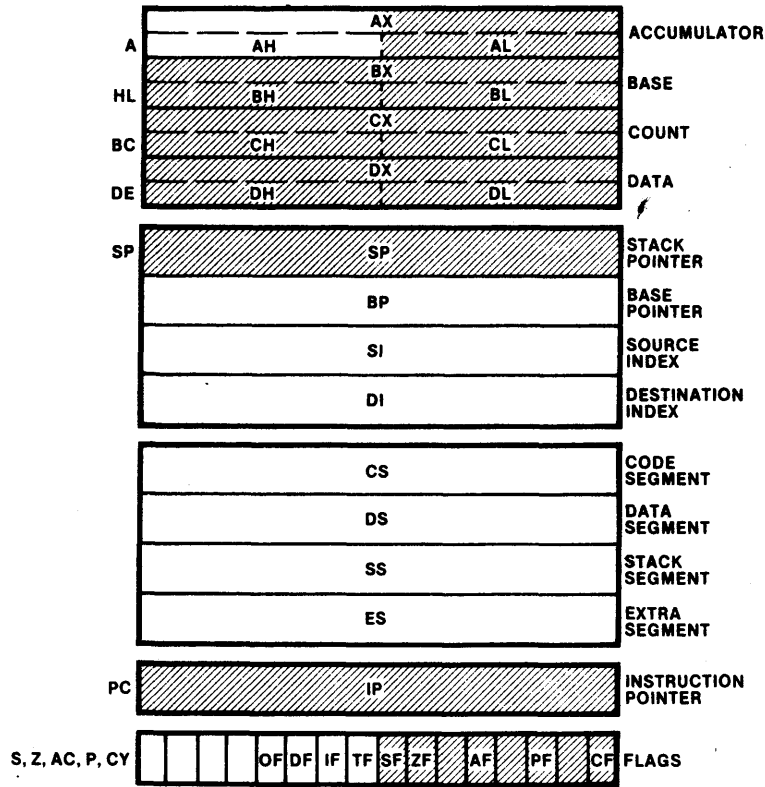 AX
A AH AL ACCUMULATOR
BX
HL BH BL BASE
CX
BC CH CL COUNT
DX
DE DH DL DATA
SP SP STACK POINTER
BP BASE POINTER
SI SOURCE INDEX
DI DESTINATION INDEX
CS CODE SEGMENT
DS DATA SEGMENT
SS STACK SEGMENT
ES EXTRA SEGMENT
PC IP INSTRUCTION POINTER
S, Z, AC, P, CY OF DF IF TF SF ZF AF PF CF FLAGS